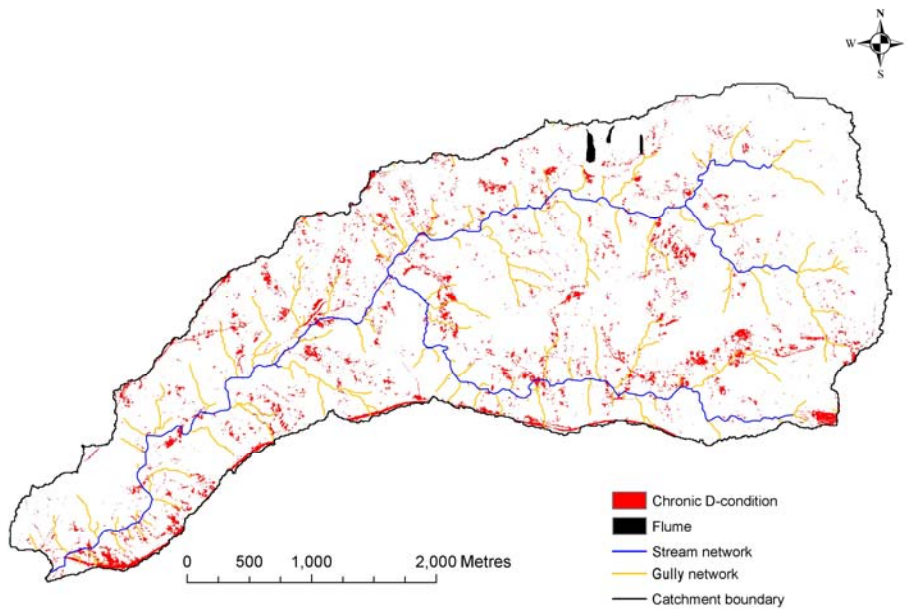 N
W
E
S
Chronic D-condition
Flume
Stream network
Gully network
Catchment boundary
0 500 1,000 2,000 Metres